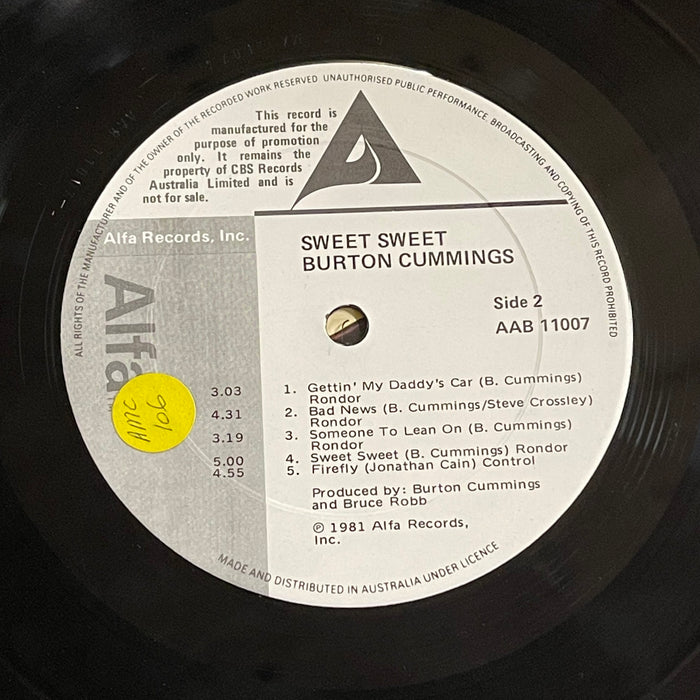 ALL RIGHTS OF THE MANUFACTURER AND OF THE OWNER OF THE RECORDED WORK RESERVED UNAUTHORISED PUBLIC PERFORMANCE, BROADCASTING AND COPYING OF THIS RECORD PROHIBITED
This record is
manufactured for the
purpose of promotion
only. It remains the
property of CBS Records
Australia Limited and is
not for sale.
Alfa Records, Inc.
Alfa
SWEET SWEET
BURTON CUMMINGS
Side 2
AAB 11007
AMC
106
3.03 1. Gettin' My Daddy's Car (B. Cummings)
Rondor
4.31 2. Bad News (B. Cummings/Steve Crossley)
Rondor
3.19 3. Someone To Lean On (B. Cummings)
Rondor
5.00 4. Sweet Sweet (B. Cummings) Rondor
4.55 5. Firefly (Jonathan Cain) Control
Produced by: Burton Cummings
and Bruce Robb
℗ 1981 Alfa Records,
Inc.
MADE AND DISTRIBUTED IN AUSTRALIA UNDER LICENCE